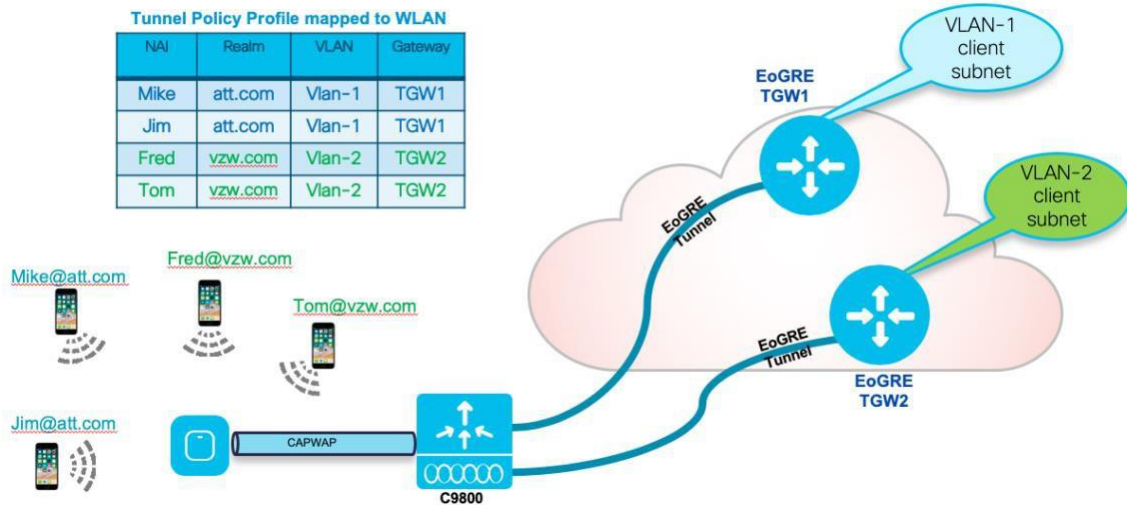 Tunnel Policy Profile mapped to WLAN
NAI Realm VLAN Gateway
Mike att.com Vlan-1 TGW1
Jim att.com Vlan-1 TGW1
Fred vzw.com Vlan-2 TGW2
Tom vzw.com Vlan-2 TGW2
VLAN-1
client
subnet
EoGRE
TGW1
VLAN-2
client
subnet
EoGRE
Tunnel
Fred@vzw.com
Mike@att.com
Tom@vzw.com
EoGRE
Tunnel
EoGRE
TGW2
Jim@att.com
CAPWAP
C9800